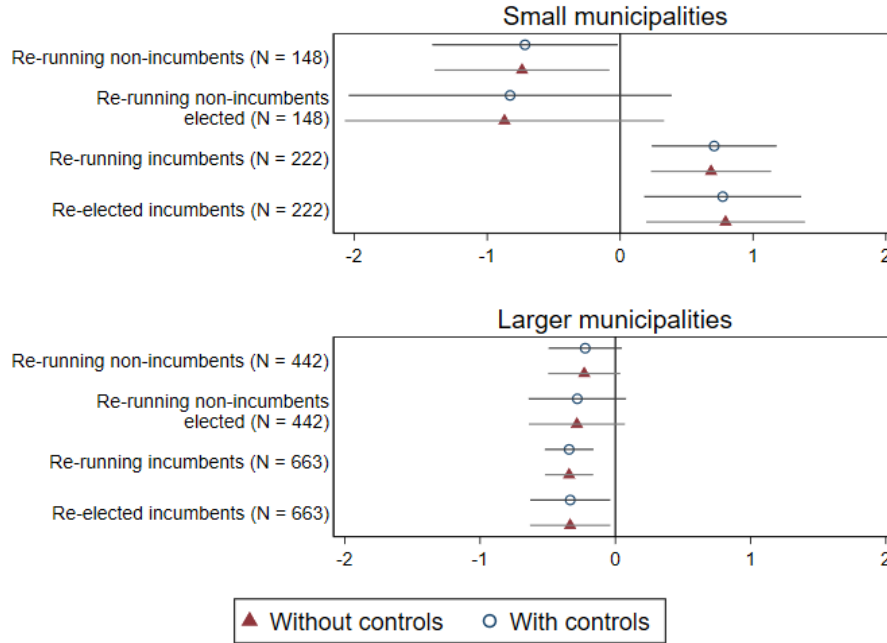 Small municipalities
Re-running non-incumbents (N = 148)
Re-running non-incumbents
elected (N = 148)
Re-running incumbents (N = 222)
Re-elected incumbents (N = 222)
-2 -1 0 1 2
Larger municipalities
Re-running non-incumbents (N = 442)
Re-running non-incumbents
elected (N = 442)
Re-running incumbents (N = 663)
Re-elected incumbents (N = 663)
-2 -1 0 1 2
Without controls With controls